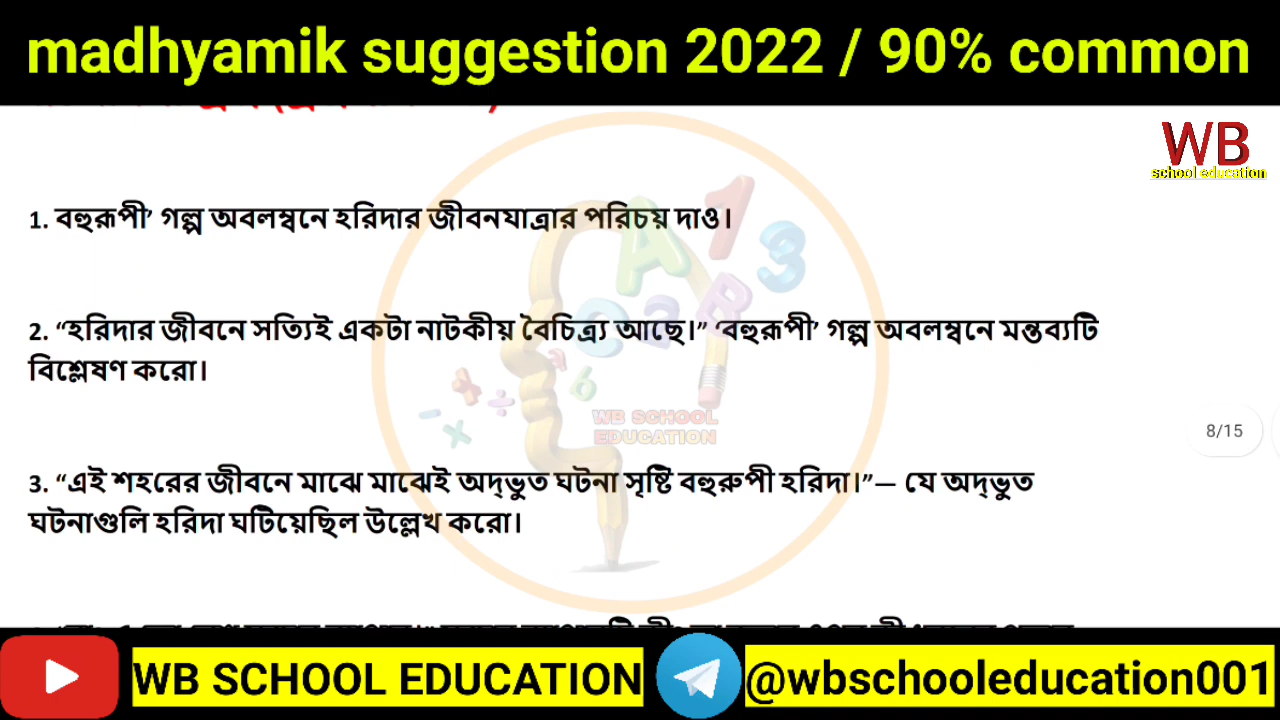 madhyamik suggestion 2022 / 90% common
WB
school education
1. বহুরূপী’ গল্প অবলম্বনে হরিদার জীবনযাত্রার পরিচয় দাও।
2. “হরিদার জীবনে সত্যিই একটা নাটকীয় বৈচিত্র্য আছে।” ‘বহুরূপী’ গল্প অবলম্বনে মন্তব্যটি
বিশ্লেষণ করো।
WB SCHOOL
EDUCATION
8/15
3. “এই শহরের জীবনে মাঝে মাঝেই অদ্ভুত ঘটনা সৃষ্টি বহুরুপী হরিদা।”— যে অদ্ভুত
ঘটনাগুলি হরিদা ঘটিয়েছিল উল্লেখ করো।
WB SCHOOL EDUCATION
@wbschooleducation001